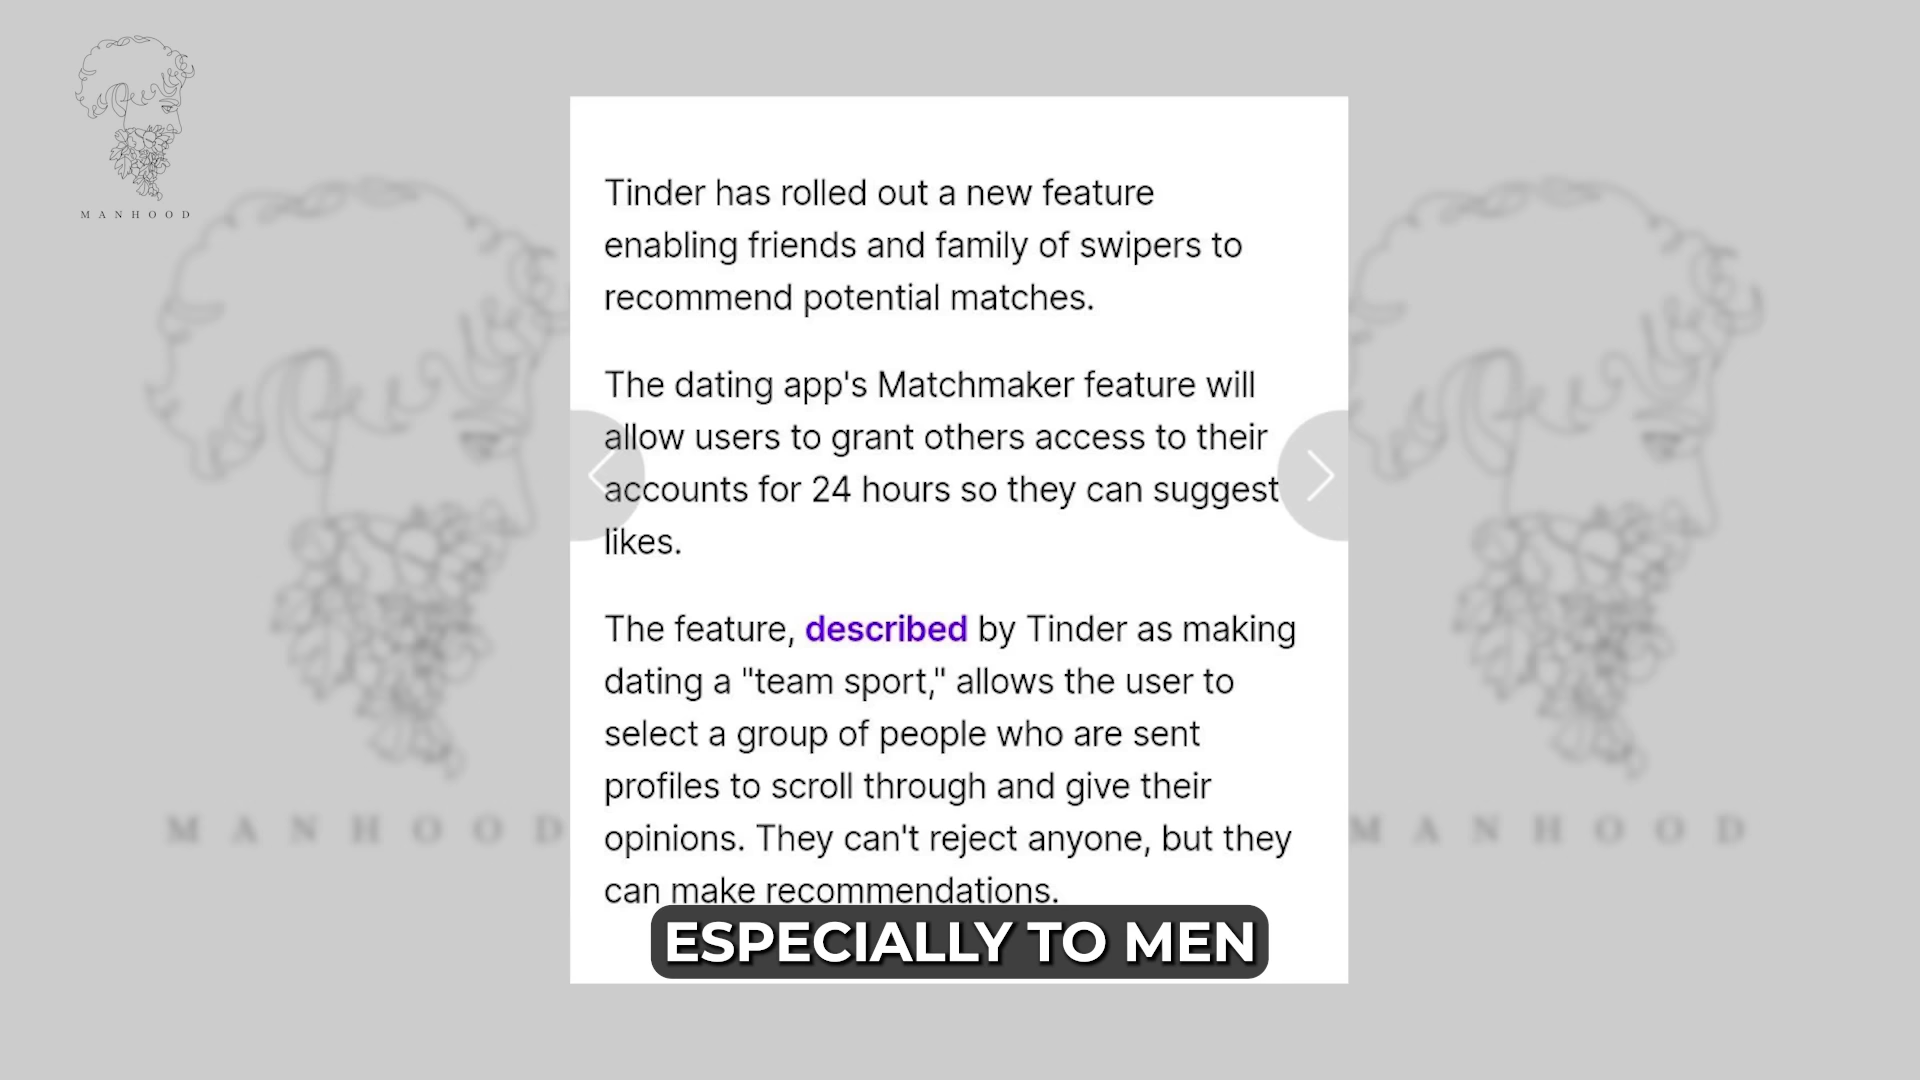 MANHOOD
Tinder has rolled out a new feature
enabling friends and family of swipers to
recommend potential matches.
The dating app's Matchmaker feature will
allow users to grant others access to their
accounts for 24 hours so they can suggest
likes.
The feature, described by Tinder as making
dating a "team sport," allows the user to
select a group of people who are sent
profiles to scroll through and give their
opinions. They can't reject anyone, but they
can make recommendations.
ESPECIALLY TO MEN
MANHOOD
MANHOOD